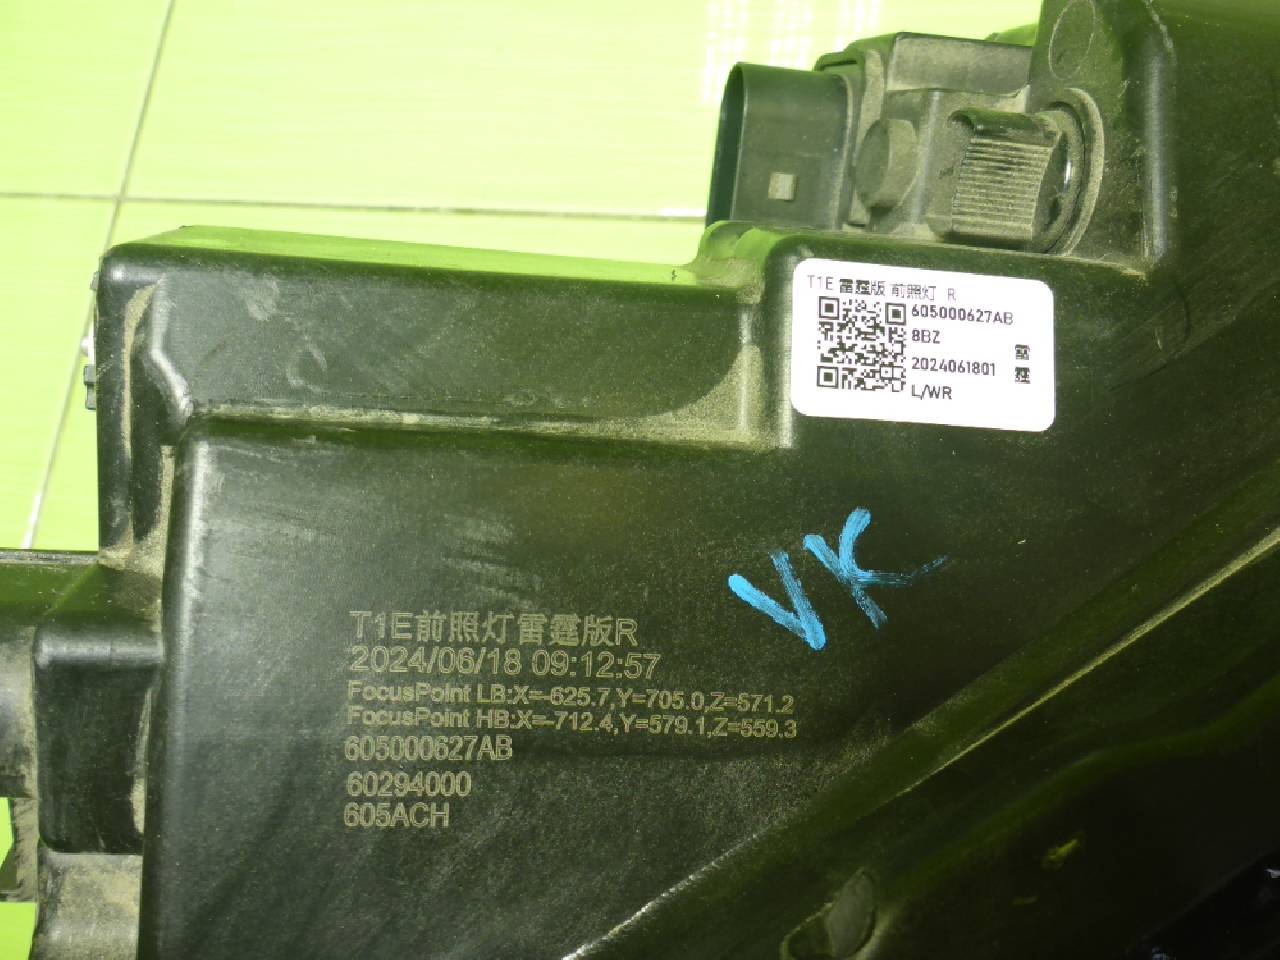 T1E 雷霆版 前照灯 R
605000627AB
8BZ
2024061801
L/WR
VK
T1E前照灯雷霆版R
2024/06/18 09:12:57
FocusPoint LB:X=-625.7,Y=705.0,Z=571.2
FocusPoint HB:X=-712.4,Y=579.1,Z=559.3
605000627AB
60294000
605ACH